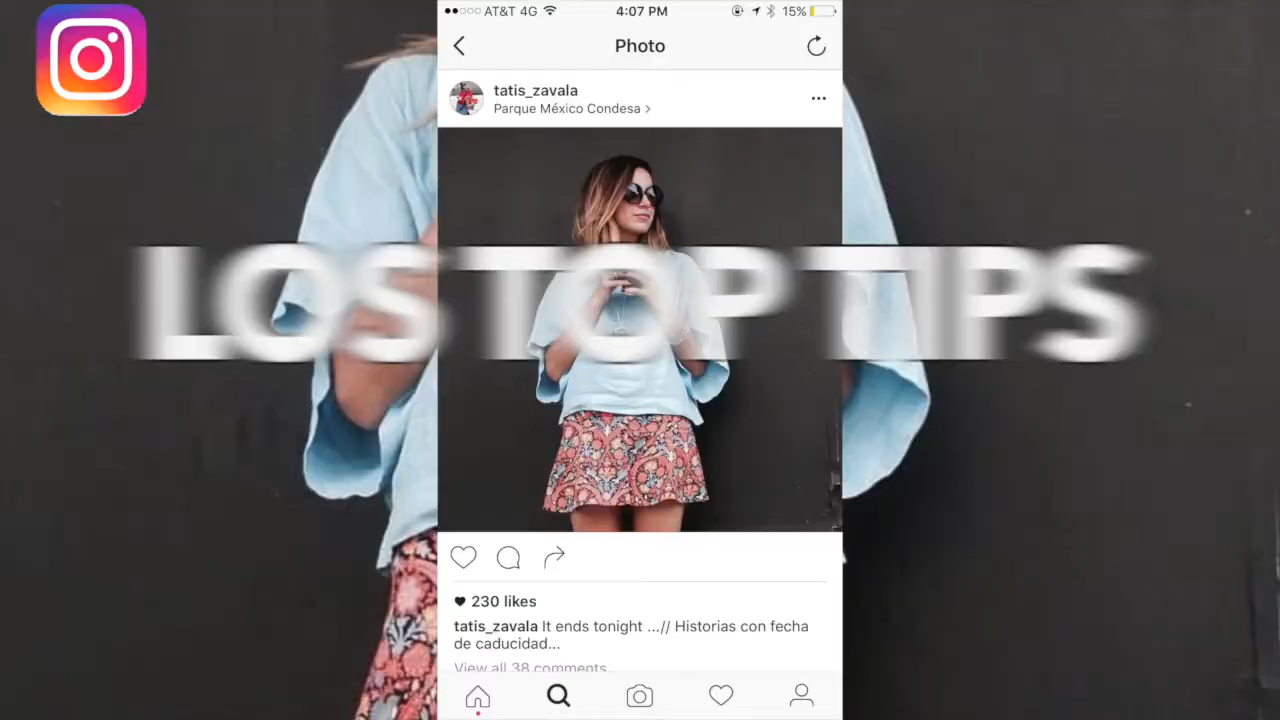 AT&T 4G 4:07 PM 15%
Photo
tatis_zavala
Parque México Condesa >
LOS TOP TIPS
230 likes
tatis_zavala It ends tonight ...// Historias con fecha
de caducidad...
View all 38 comments